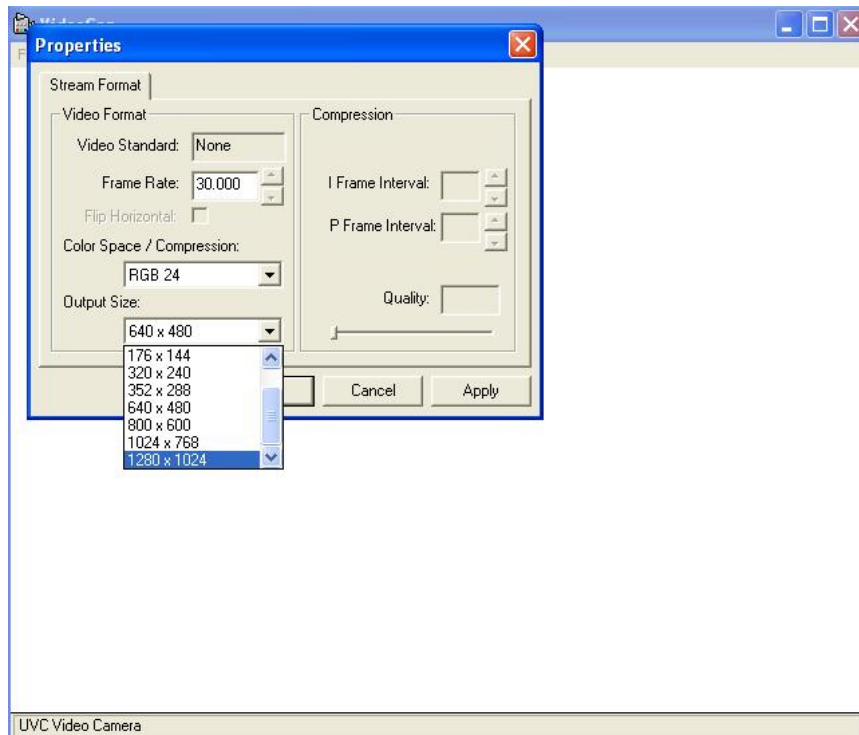 Properties
Stream Format
Video Format
Video Standard: None
Frame Rate: 30.000
Flip Horizontal:
Color Space / Compression:
RGB 24
Output Size:
640 x 480
176 x 144
320 x 240
352 x 288
640 x 480
800 x 600
1024 x 768
1280 x 1024
Compression
I Frame Interval:
P Frame Interval:
Quality:
Cancel
Apply
UVC Video Camera